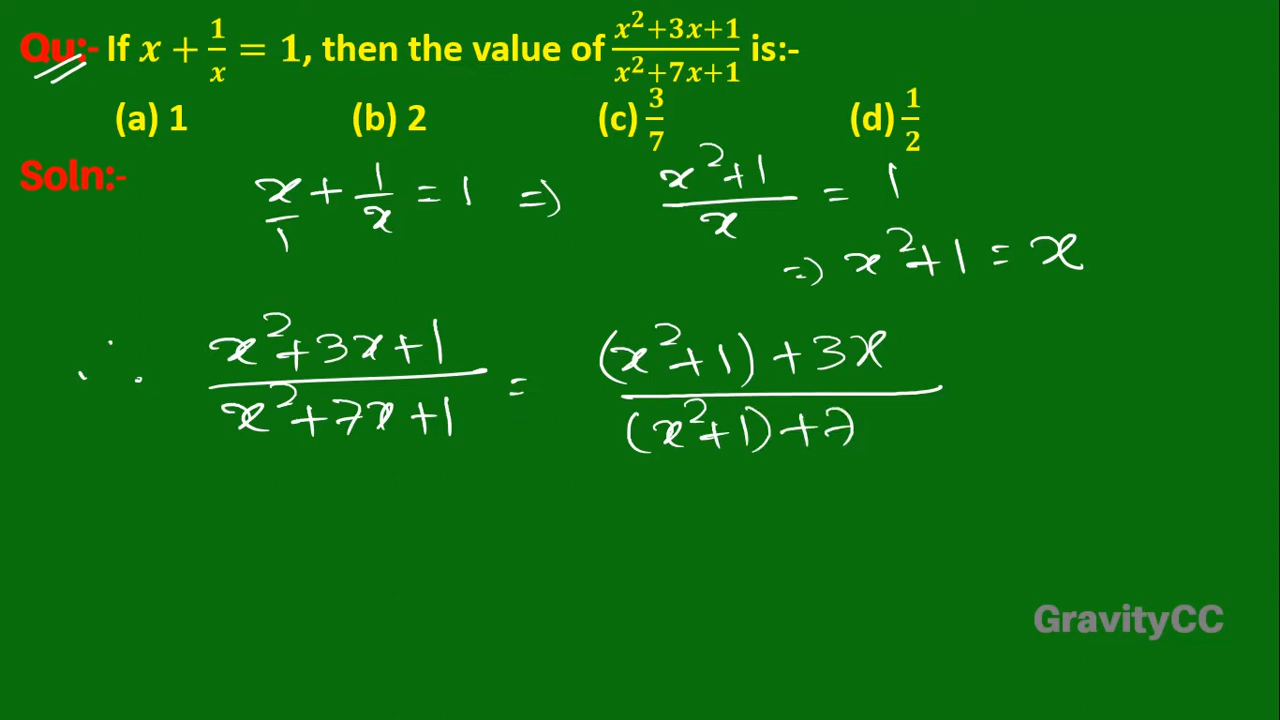 Qu:- If x + 1/x = 1, then the value of (x²+3x+1)/(x²+7x+1) is:-
(a) 1 (b) 2 (c) 3/7 (d) 1/2
Soln:- x/1 + 1/x = 1 => (x²+1)/x = 1
=> x²+1 = x
∴ (x²+3x+1)/(x²+7x+1) = ((x²+1)+3x)/((x²+1)+7
GravityCC